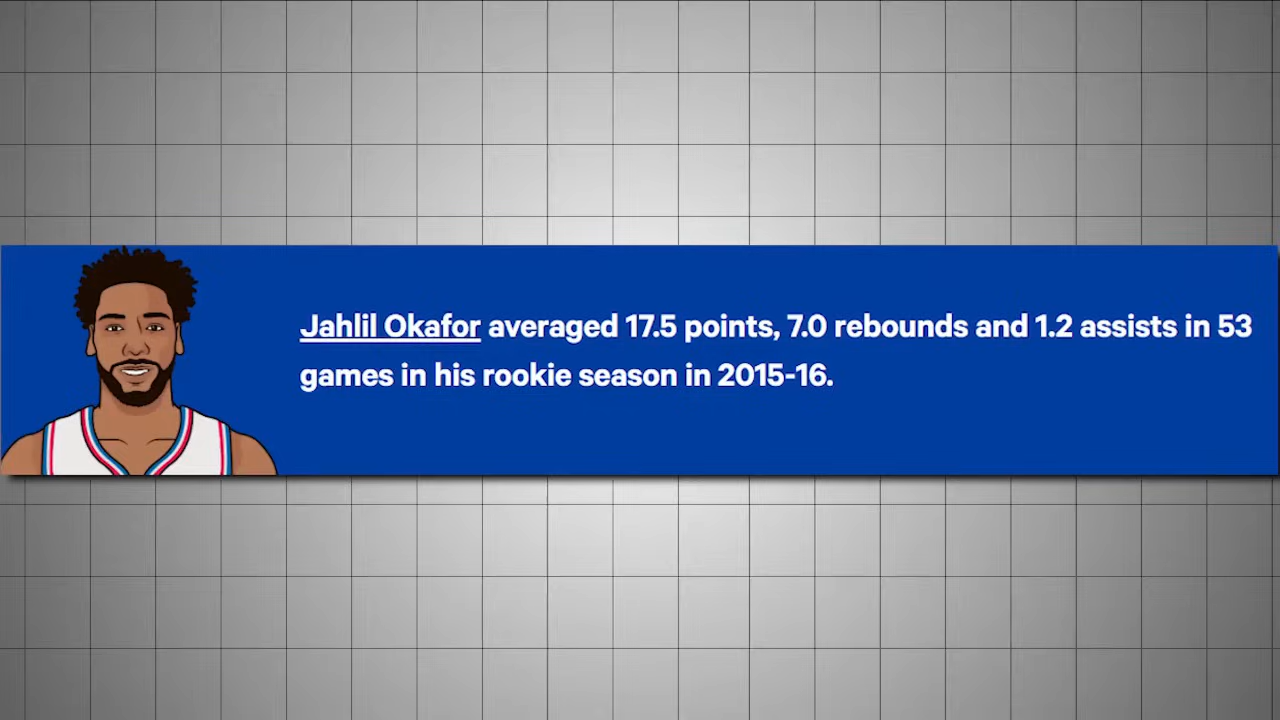 Jahlil Okafor averaged 17.5 points, 7.0 rebounds and 1.2 assists in 53
games in his rookie season in 2015-16.